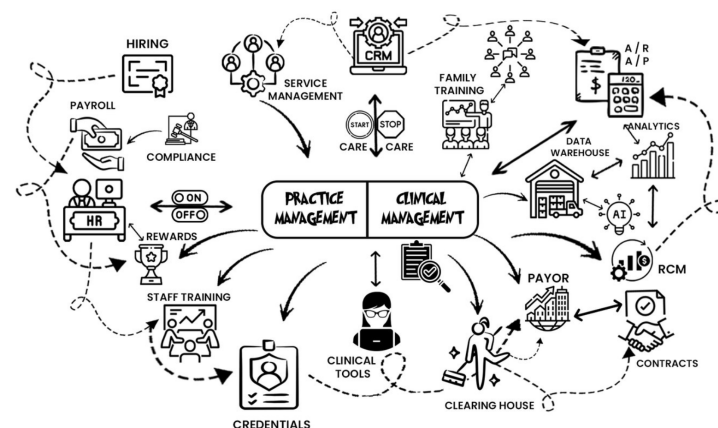 HIRING
CRM
SERVICE
MANAGEMENT
FAMILY
TRAINING
A/R
A/P
$
PAYROLL
COMPLIANCE
START
STOP
CARE
CARE
DATA
WAREHOUSE
ANALYTICS
HR
ON
OFF
PRACTICE
MANAGEMENT
CLINICAL
MANAGEMENT
AI
REWARDS
$
RCM
PAYOR
STAFF TRAINING
CLINICAL
TOOLS
CONTRACTS
CLEARING HOUSE
CREDENTIALS